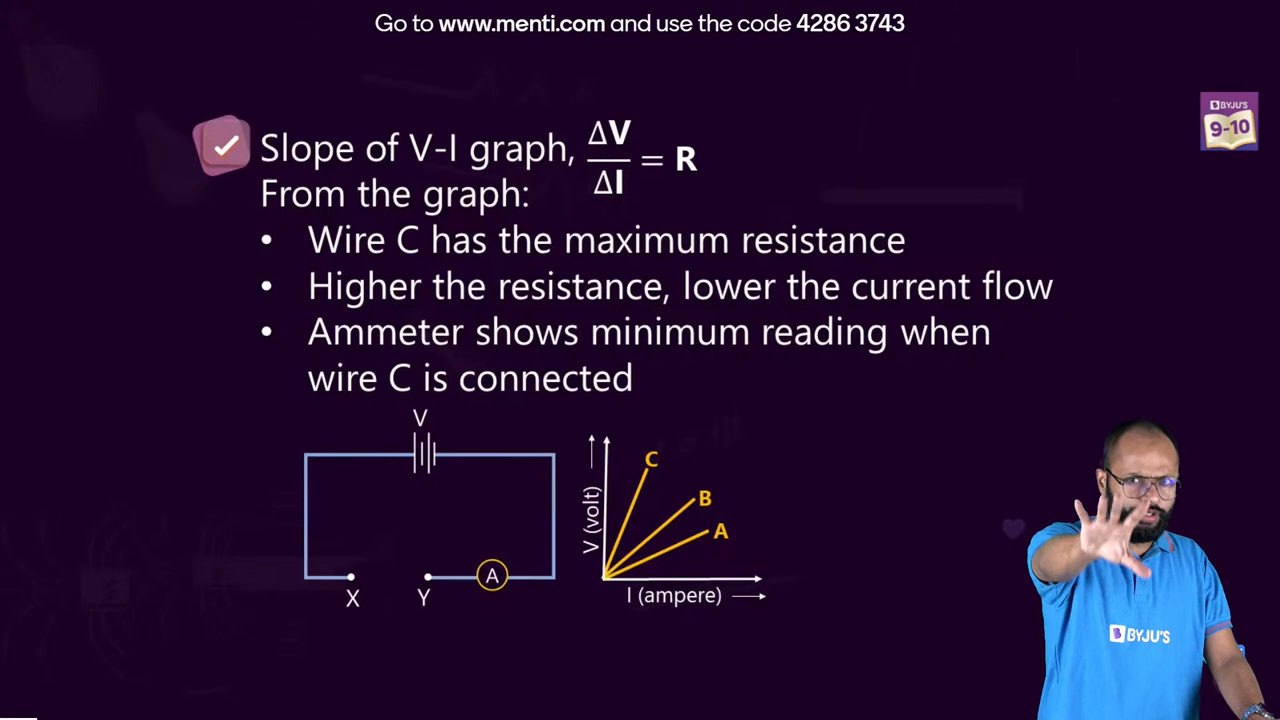 Go to www.menti.com and use the code 4286 3743
BYJU'S
9-10
Slope of V-I graph, ΔV/ΔI = R
From the graph:
• Wire C has the maximum resistance
• Higher the resistance, lower the current flow
• Ammeter shows minimum reading when
wire C is connected
V
A
X
Y
C
B
A
V (volt)
I (ampere)
BYJU'S